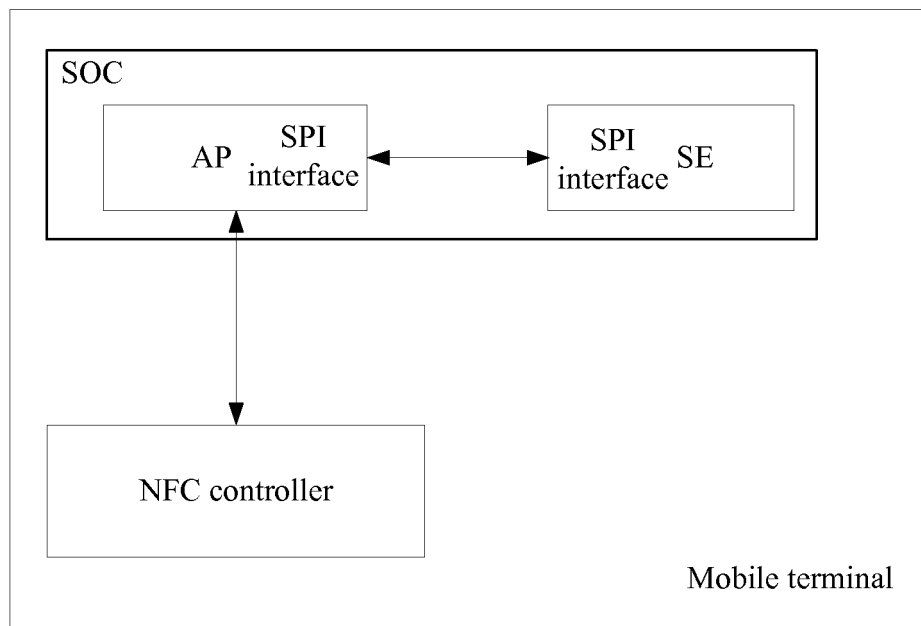 SOC
AP
SPI
interface
SPI
interface
SE
NFC controller
Mobile terminal